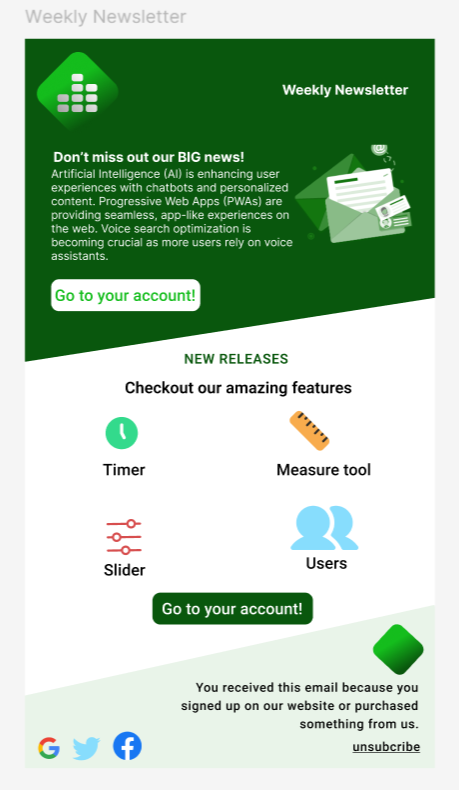 Weekly Newsletter
Weekly Newsletter
Don't miss out our BIG news!
Artificial Intelligence (AI) is enhancing user
experiences with chatbots and personalized
content. Progressive Web Apps (PWAs) are
providing seamless, app-like experiences on
the web. Voice search optimization is
becoming crucial as more users rely on voice
assistants.
Go to your account!
NEW RELEASES
Checkout our amazing features
Timer
Measure tool
Slider
Users
Go to your account!
You received this email because you
signed up on our website or purchased
something from us.
unsubcribe